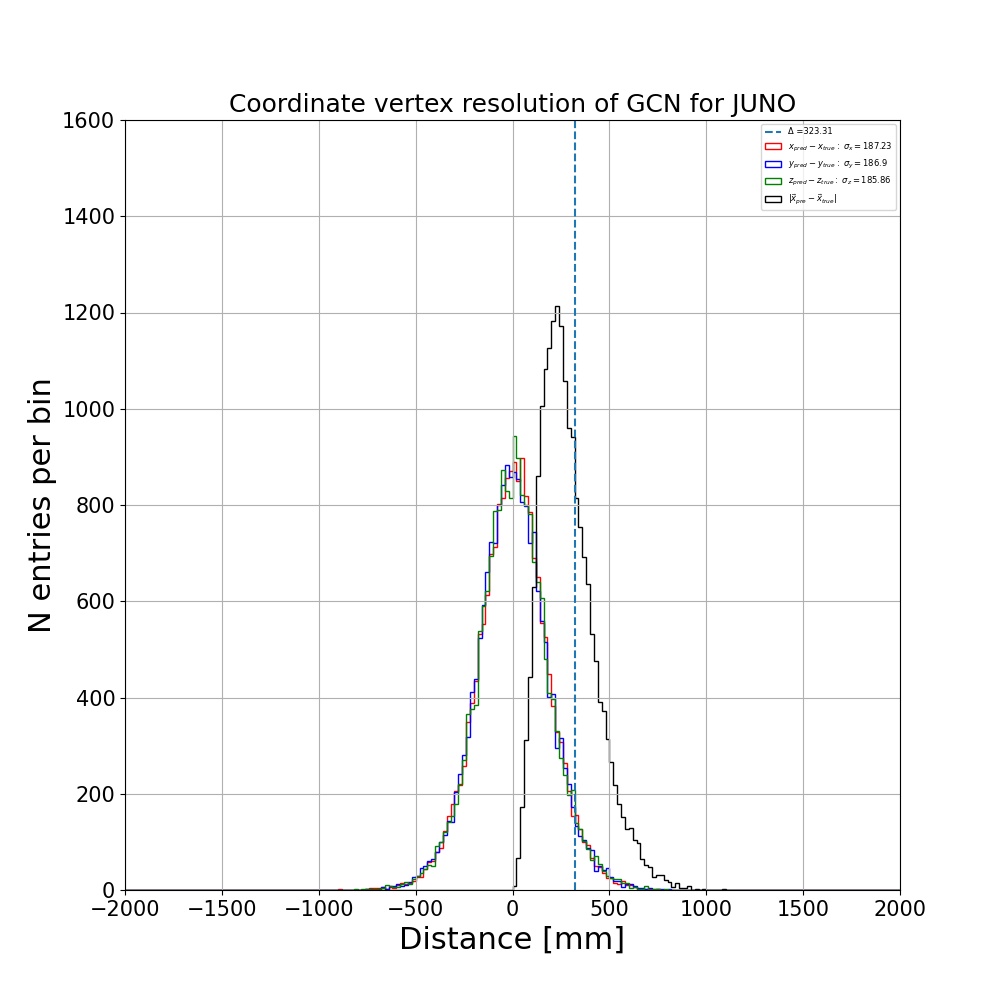 Coordinate vertex resolution of GCN for JUNO
1600
1400
1200
1000
800
600
400
200
0
N entries per bin
Δ =323.31
x_pred − x_true : σ_x = 187.23
y_pred − y_true : σ_y = 186.9
z_pred − z_true : σ_z = 185.86
|x⃗_pre − x⃗_true|
−2000 −1500 −1000 −500 0 500 1000 1500 2000
Distance [mm]